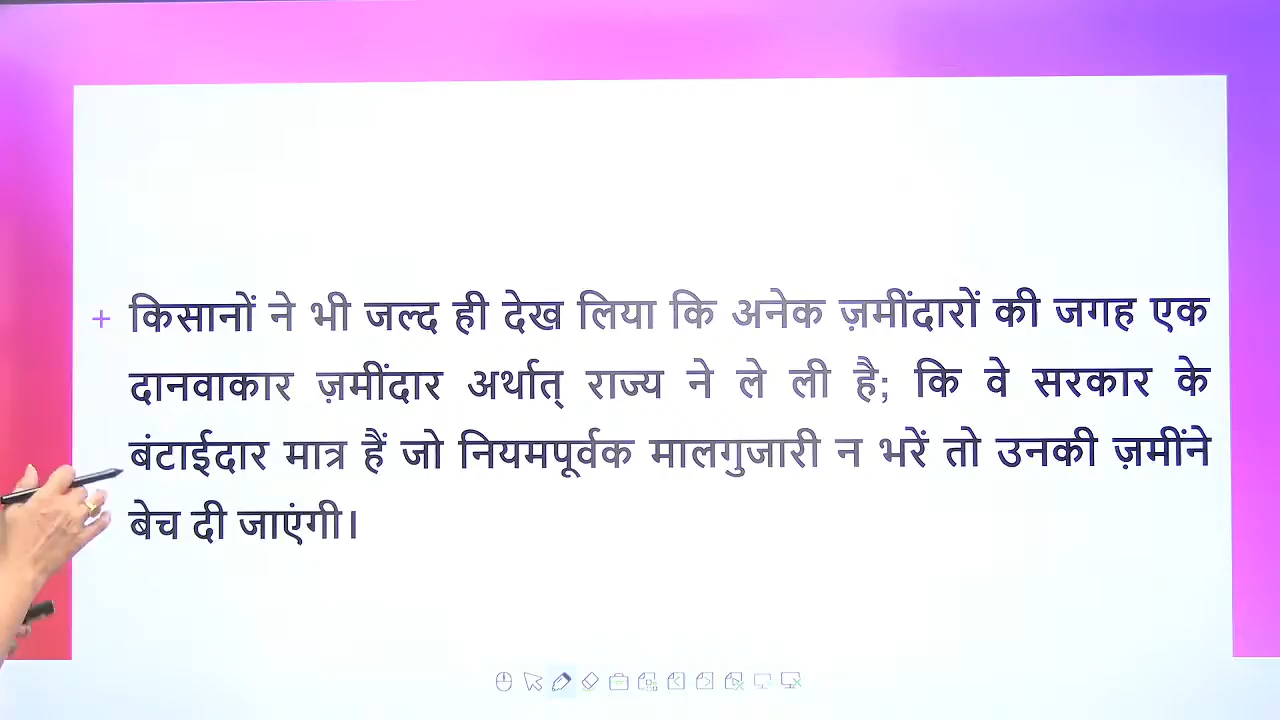 + किसानों ने भी जल्द ही देख लिया कि अनेक ज़मींदारों की जगह एक
दानवाकार ज़मींदार अर्थात् राज्य ने ले ली है; कि वे सरकार के
बंटाईदार मात्र हैं जो नियमपूर्वक मालगुजारी न भरें तो उनकी ज़मींने
बेच दी जाएंगी।